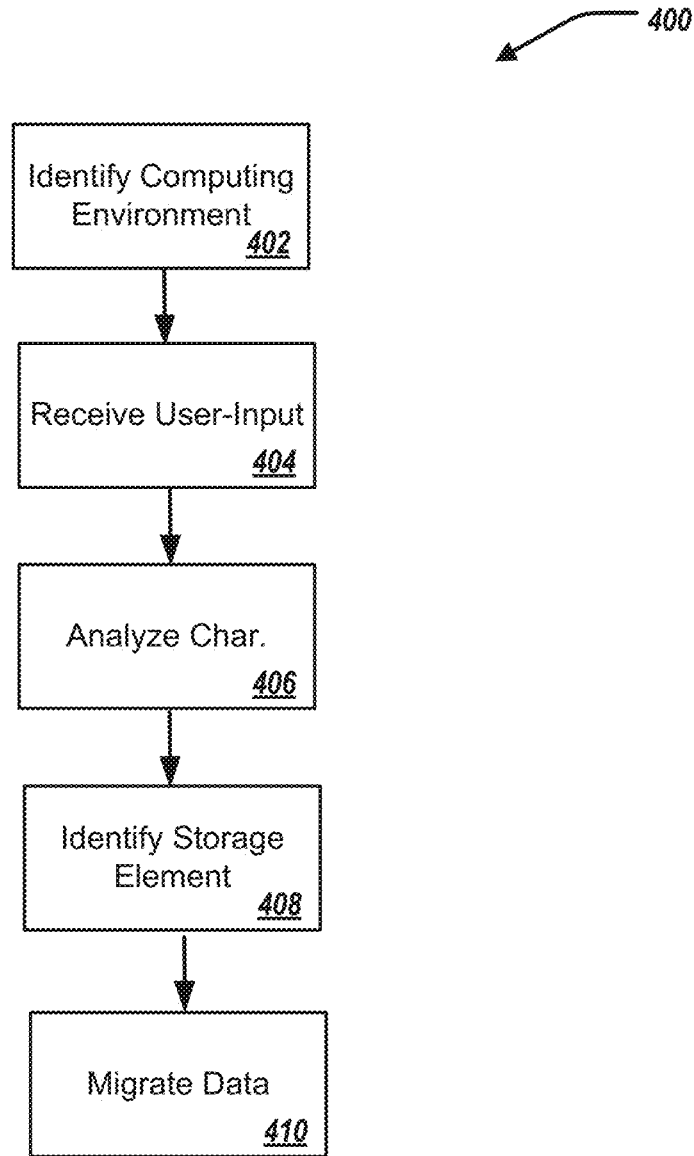 400
Identify Computing
Environment
402
Receive User-Input
404
Analyze Char.
406
Identify Storage
Element
408
Migrate Data
410